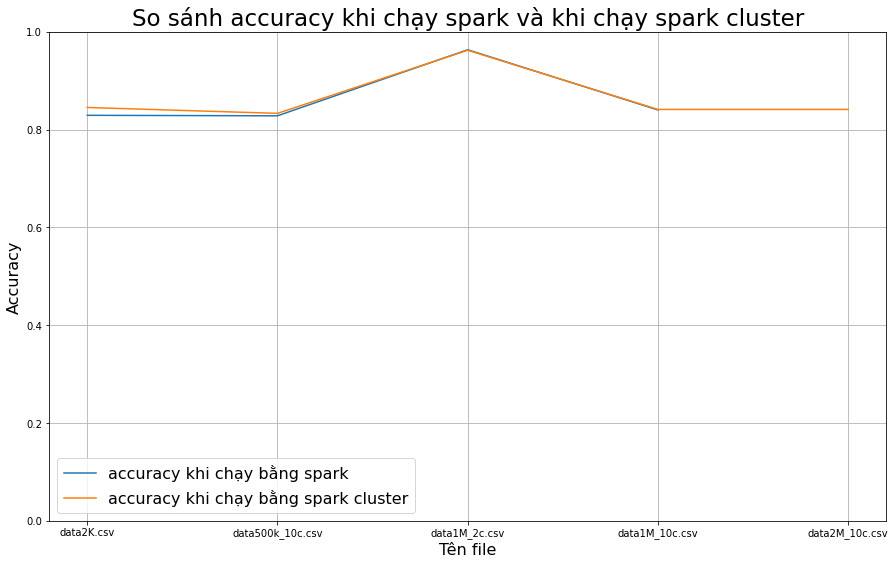 So sánh accuracy khi chạy spark và khi chạy spark cluster
1.0
0.8
0.6
0.4
0.2
0.0
Accuracy
accuracy khi chạy bằng spark
accuracy khi chạy bằng spark cluster
data2K.csv data500k_10c.csv data1M_2c.csv data1M_10c.csv data2M_10c.csv
Tên file